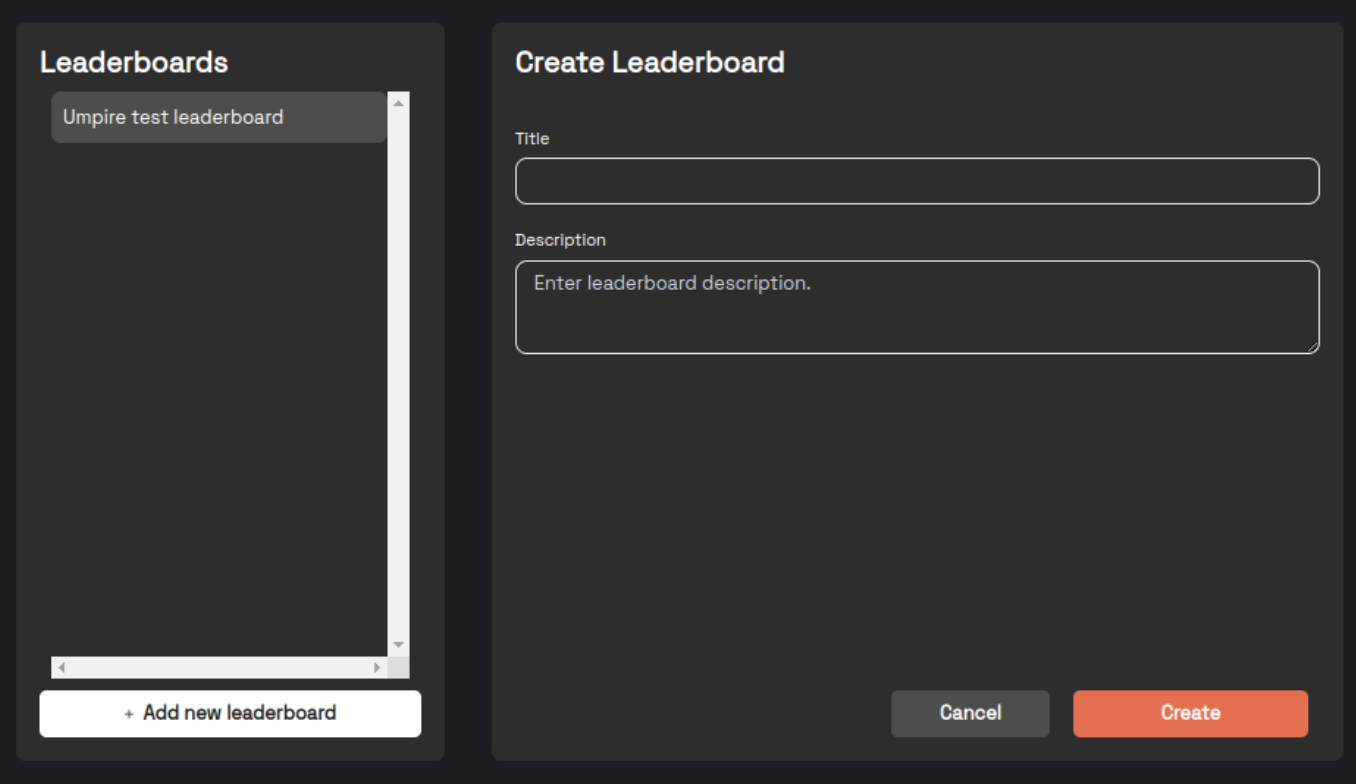 Leaderboards
Umpire test leaderboard
+ Add new leaderboard
Create Leaderboard
Title
Description
Enter leaderboard description.
Cancel
Create